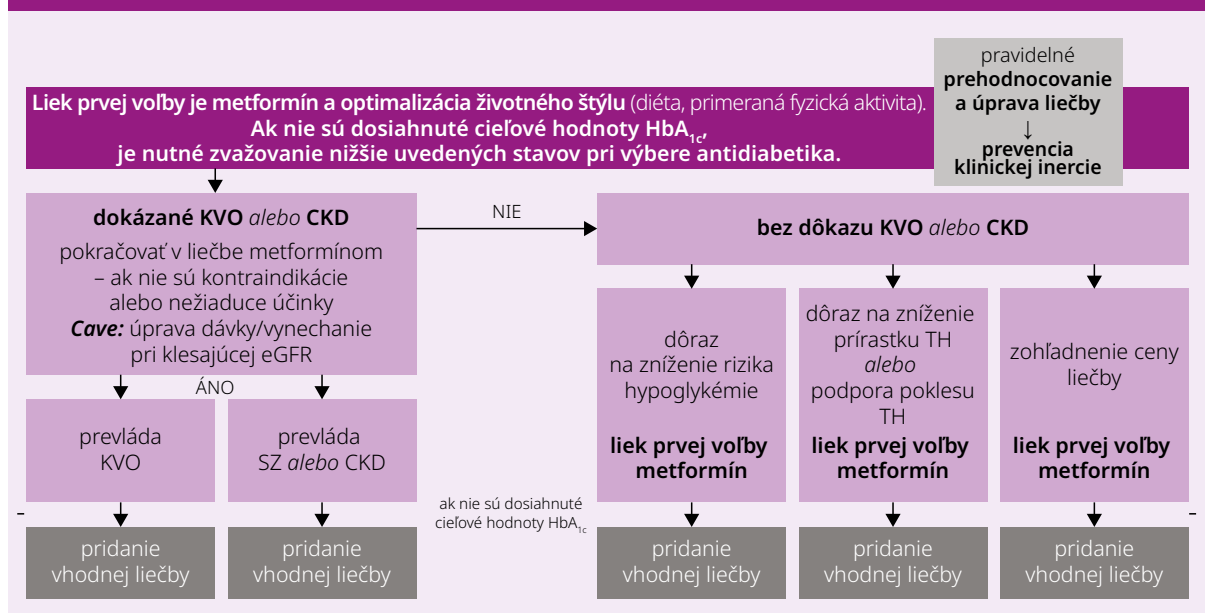 pravidelné
prehodnocovanie
a úprava liečby
↓
prevencia
klinickej inercie
Liek prvej voľby je metformín a optimalizácia životného štýlu (diéta, primeraná fyzická aktivita).
Ak nie sú dosiahnuté cieľové hodnoty HbA1c,
je nutné zvažovanie nižšie uvedených stavov pri výbere antidiabetika.
dokázané KVO alebo CKD
pokračovať v liečbe metformínom
– ak nie sú kontraindikácie
alebo nežiaduce účinky
Cave: úprava dávky/vynechanie
pri klesajúcej eGFR
NIE
bez dôkazu KVO alebo CKD
ÁNO
prevláda
KVO
prevláda
SZ alebo CKD
dôraz
na zníženie rizika
hypoglykémie
liek prvej voľby
metformín
dôraz na zníženie
prírastku TH
alebo
podpora poklesu
TH
liek prvej voľby
metformín
zohľadnenie ceny
liečby
liek prvej voľby
metformín
ak nie sú dosiahnuté
cieľové hodnoty HbA1c
pridanie
vhodnej liečby
pridanie
vhodnej liečby
pridanie
vhodnej liečby
pridanie
vhodnej liečby
pridanie
vhodnej liečby